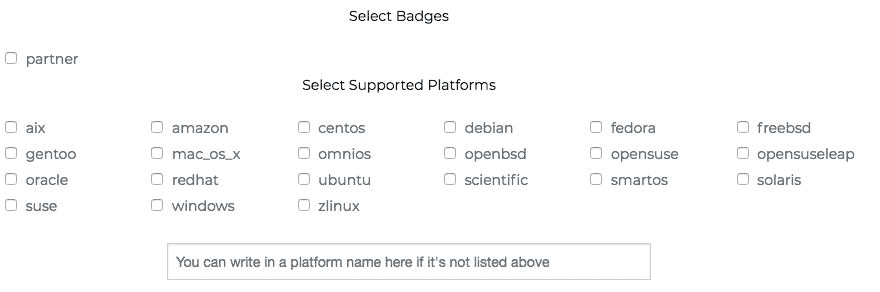 Select Badges
partner
Select Supported Platforms
aix amazon centos debian fedora freebsd
gentoo mac_os_x omnios openbsd opensuse opensuseleap
oracle redhat ubuntu scientific smartos solaris
suse windows zlinux
You can write in a platform name here if it's not listed above